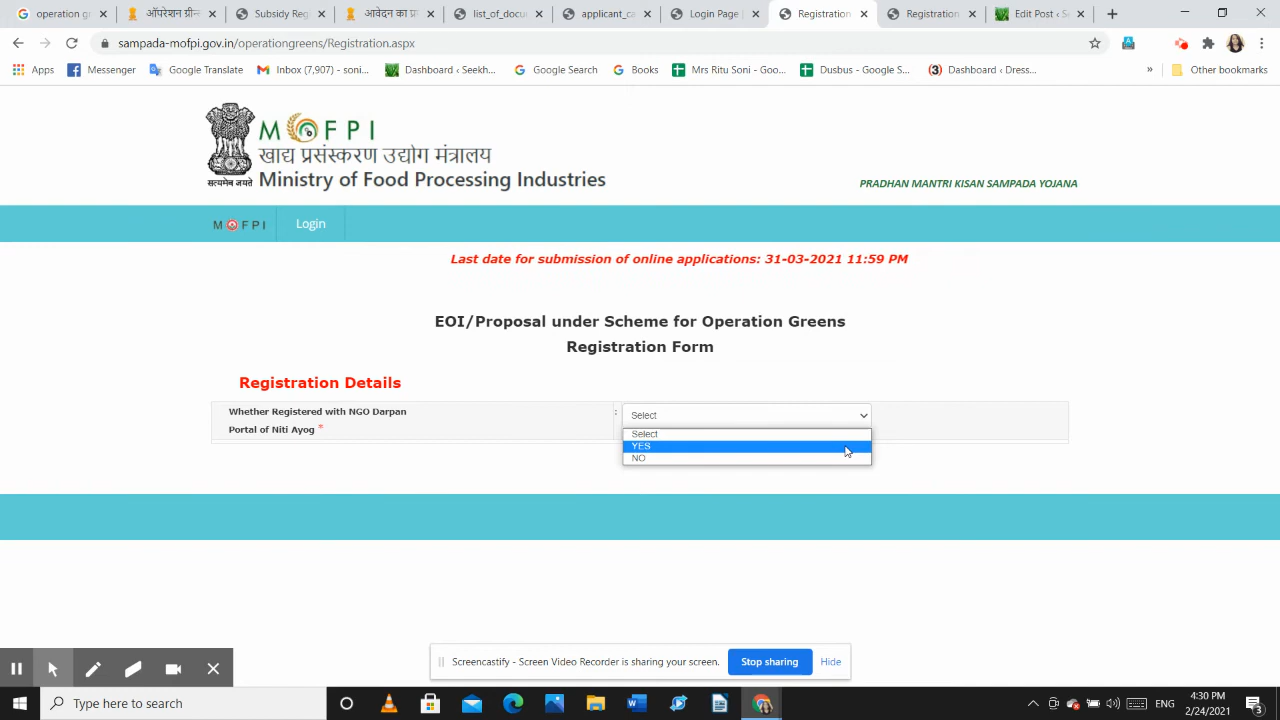 operation g
ऑपरेशन ग्रीन
Subsidy Reg
आवेदन का प्र
list_of_docu
applicant_ca
Login Page
Registration
Registration
Edit Post ‹ Se
sampada-mofpi.gov.in/operationgreens/Registration.aspx
Apps
Messenger
Google Translate
Inbox (7,907) - soni...
Dashboard ‹ Seekh...
Google Search
Books
Mrs Ritu Soni - Goo...
Dusbus - Google S...
Dashboard ‹ Dress...
»
Other bookmarks
MOFPI
खाद्य प्रसंस्करण उद्योग मंत्रालय
सत्यमेव जयते
Ministry of Food Processing Industries
PRADHAN MANTRI KISAN SAMPADA YOJANA
MOFPI
Login
Last date for submission of online applications: 31-03-2021 11:59 PM
EOI/Proposal under Scheme for Operation Greens
Registration Form
Registration Details
Whether Registered with NGO Darpan
Portal of Niti Ayog *
:
Select
Select
YES
NO
Screencastify - Screen Video Recorder is sharing your screen.
Stop sharing
Hide
Type here to search
ENG
4:30 PM
2/24/2021
3